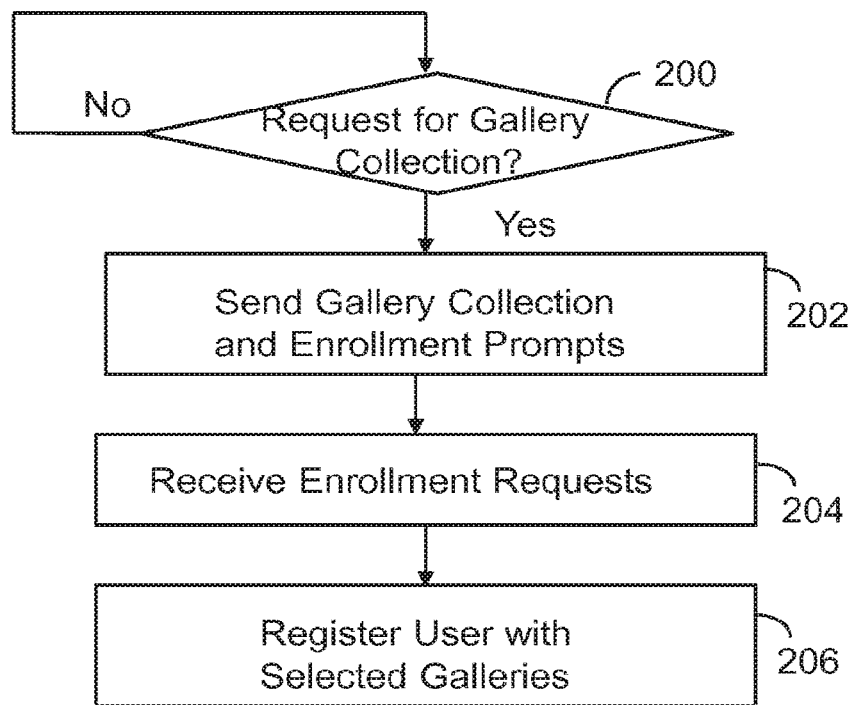 200
No
Request for Gallery
Collection?
Yes
Send Gallery Collection
and Enrollment Prompts
202
Receive Enrollment Requests
204
Register User with
Selected Galleries
206